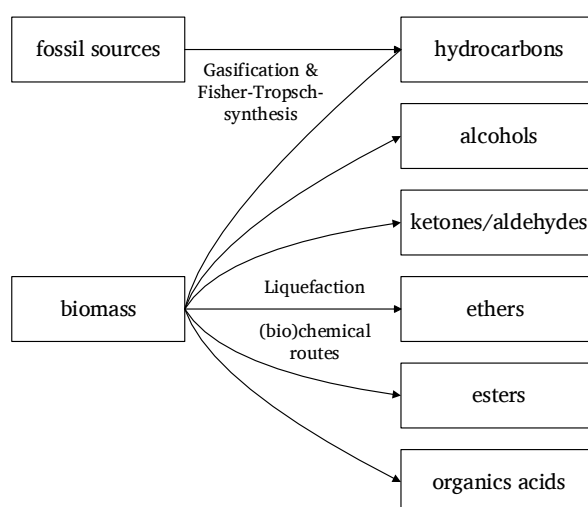 fossil sources
hydrocarbons
Gasification &
Fisher-Tropsch-
synthesis
alcohols
ketones/aldehydes
biomass
Liquefaction
ethers
(bio)chemical
routes
esters
organics acids